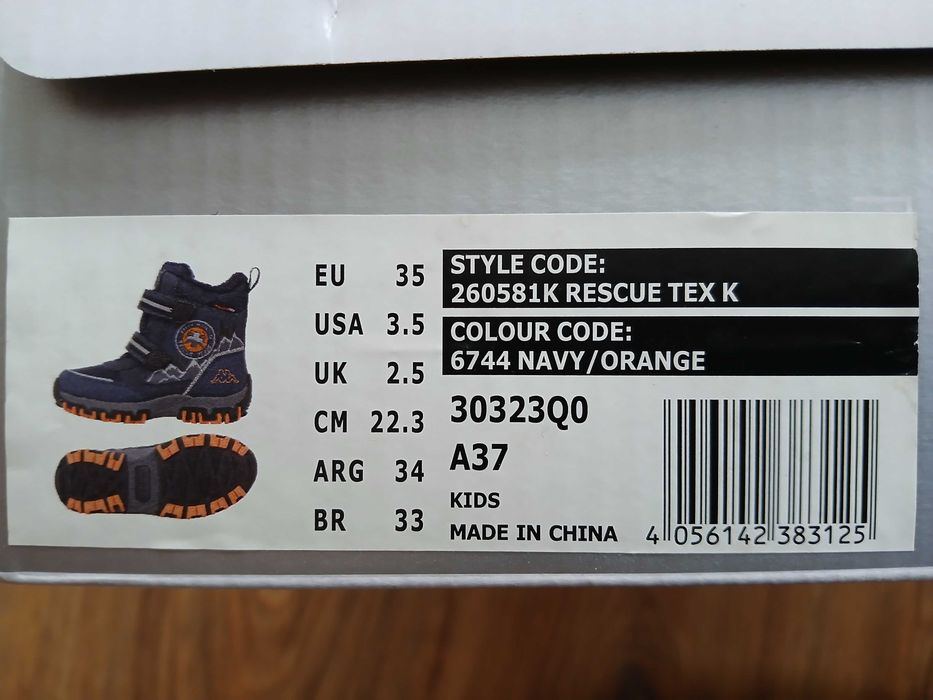 EU 35
USA 3.5
UK 2.5
CM 22.3
ARG 34
BR 33
STYLE CODE:
260581K RESCUE TEX K
COLOUR CODE:
6744 NAVY/ORANGE
30323Q0
A37
KIDS
MADE IN CHINA
4 056142 383125